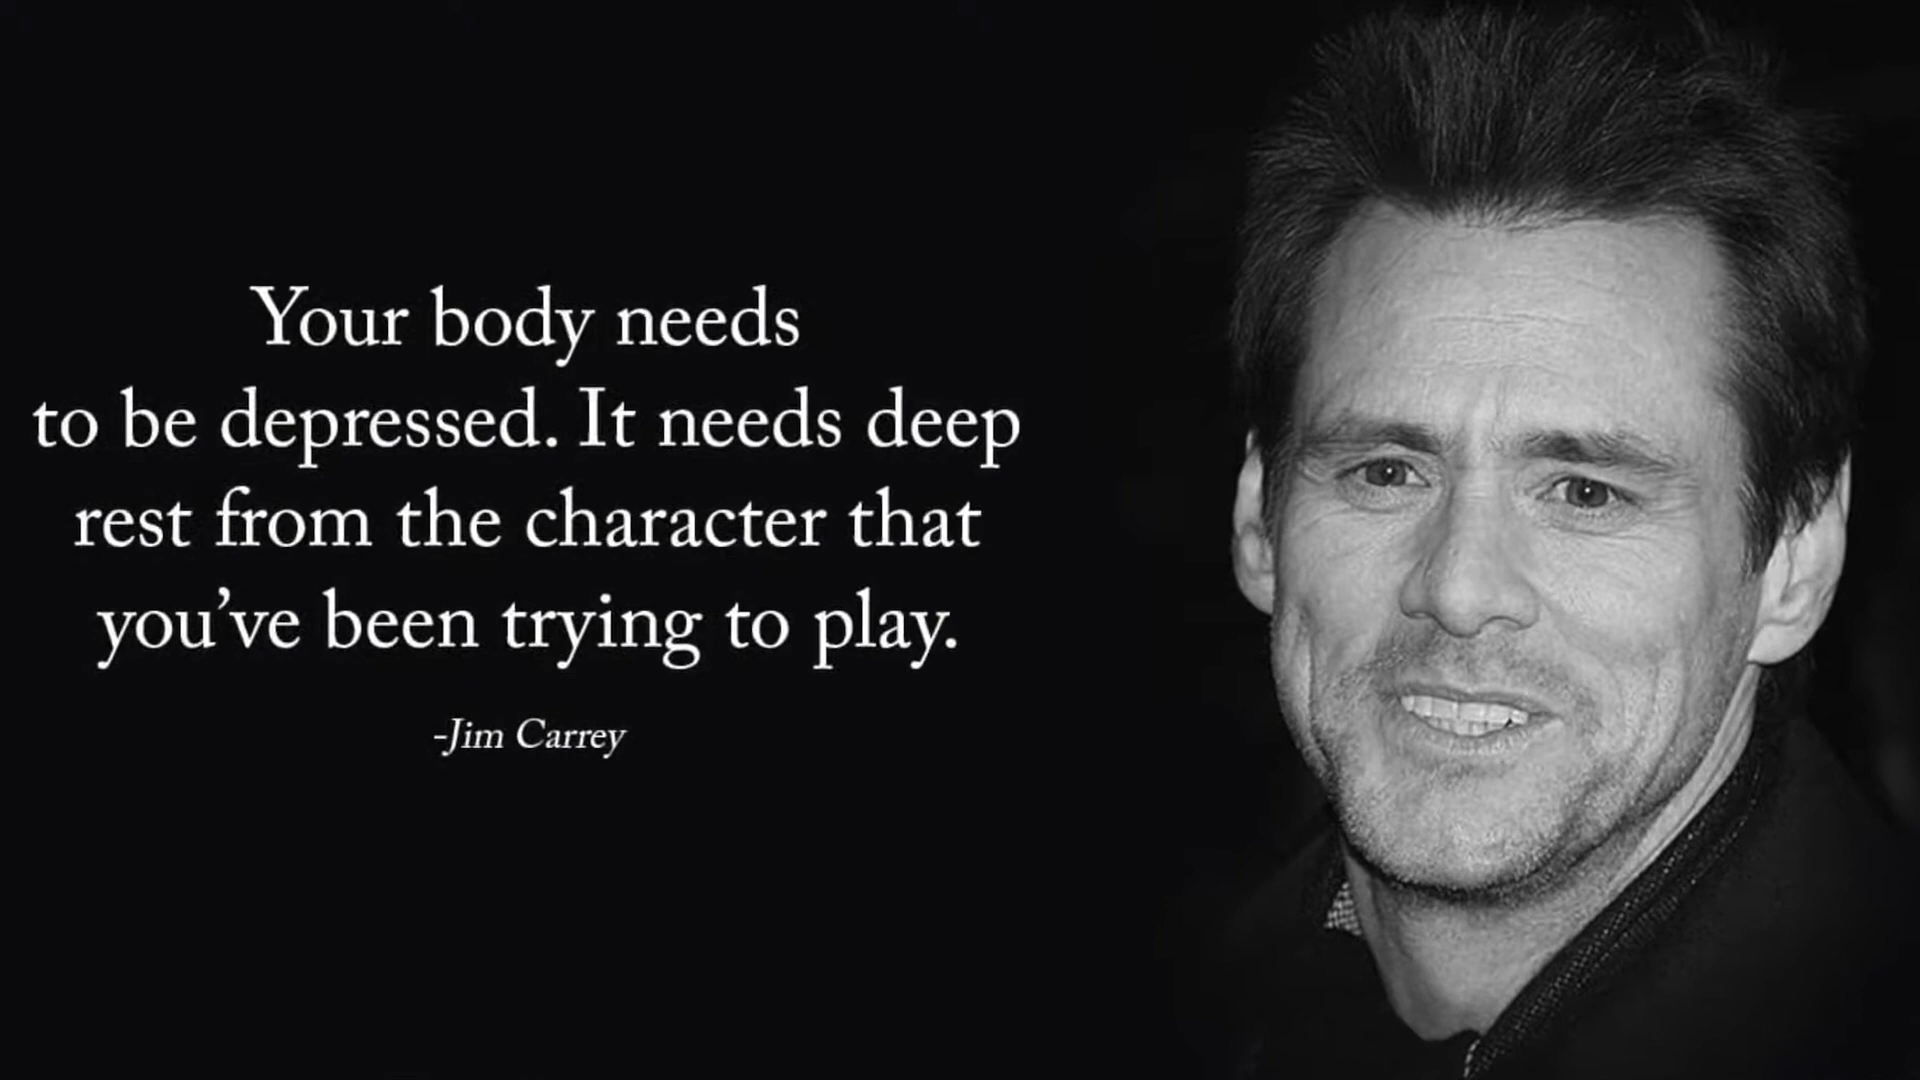 Your body needs
to be depressed. It needs deep
rest from the character that
you’ve been trying to play.
-Jim Carrey